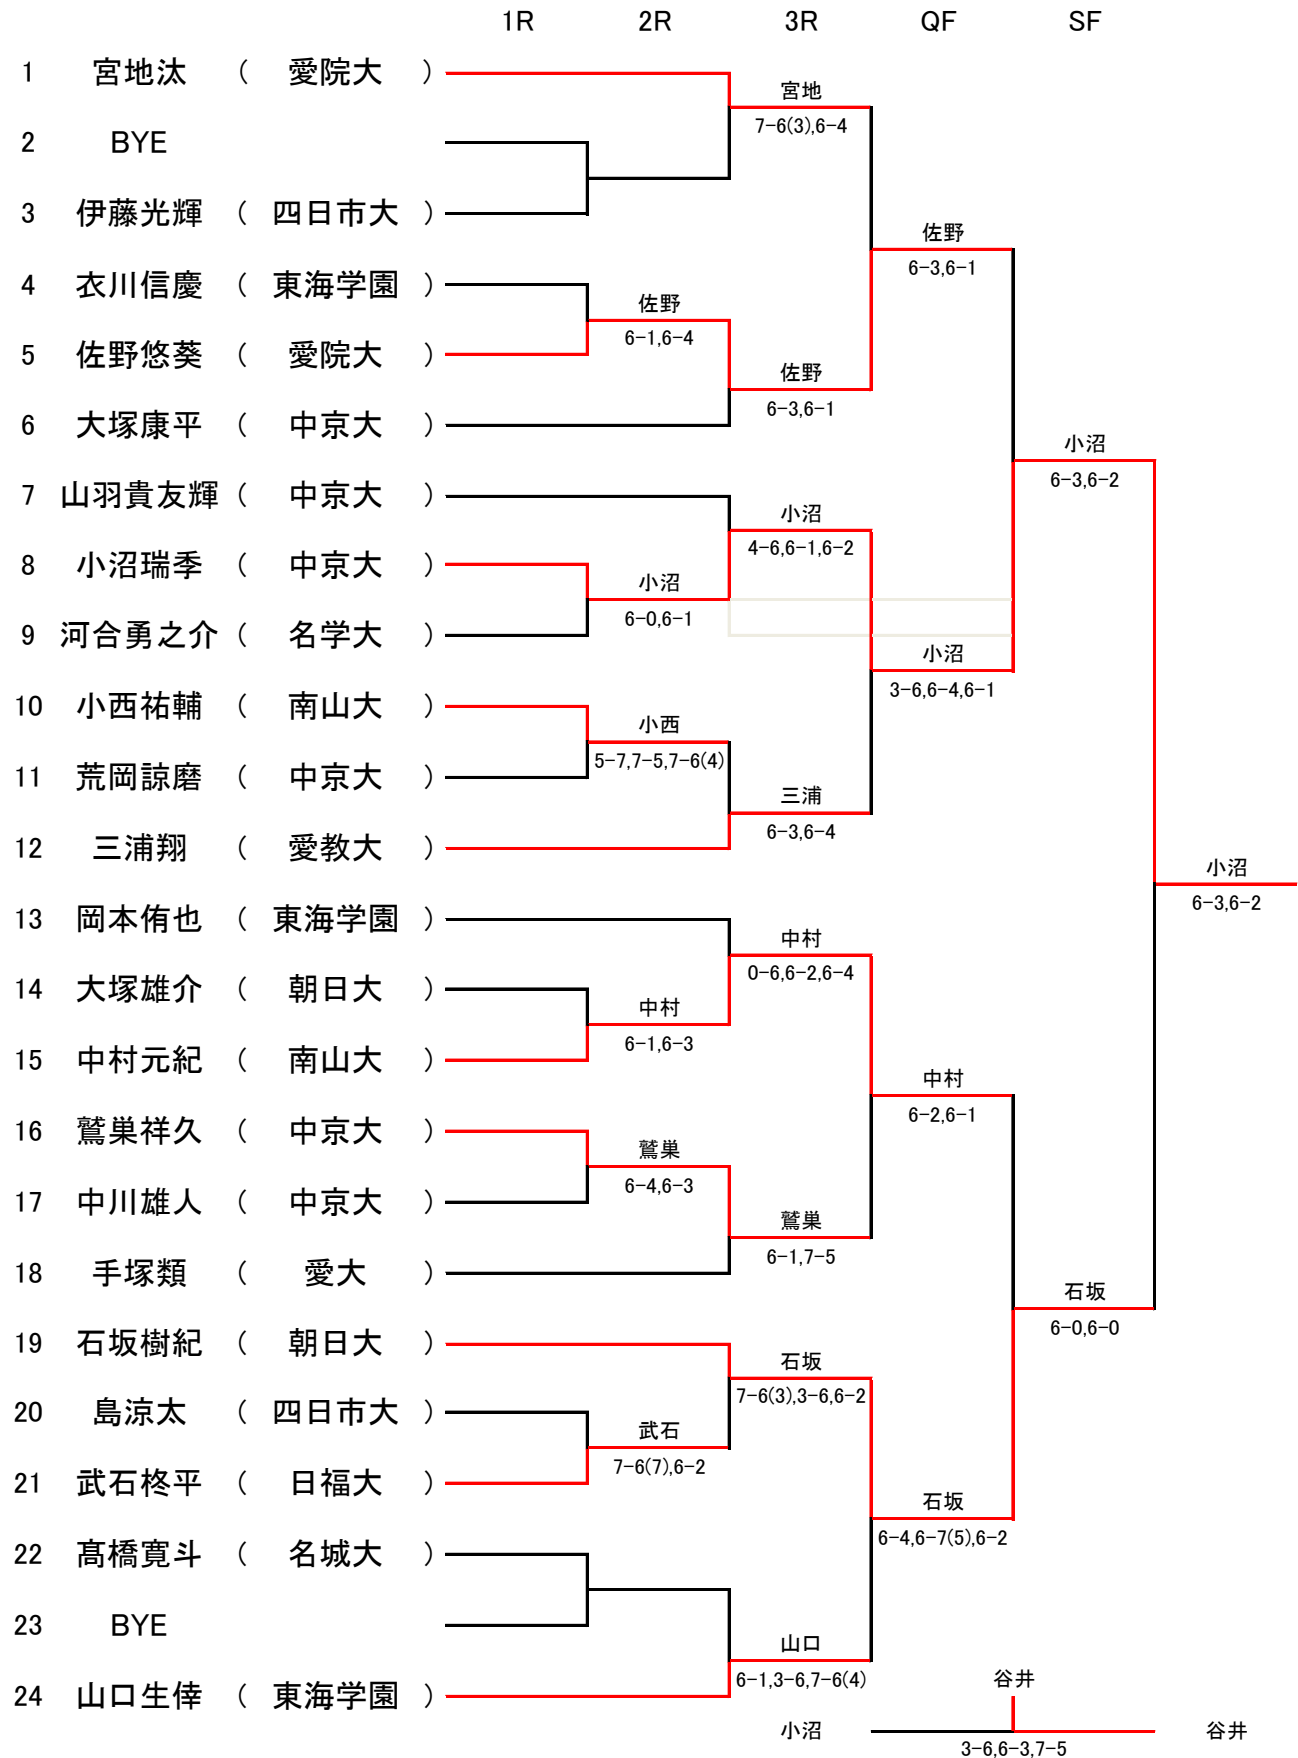 1R 2R 3R QF SF
1 宮地汰 ( 愛院大 )
宮地
7-6(3),6-4
2 BYE
3 伊藤光輝 ( 四日市大 )
佐野
6-3,6-1
4 衣川信慶 ( 東海学園 )
佐野
6-1,6-4
5 佐野悠葵 ( 愛院大 )
佐野
6-3,6-1
6 大塚康平 ( 中京大 )
小沼
6-3,6-2
7 山羽貴友輝 ( 中京大 )
小沼
4-6,6-1,6-2
8 小沼瑞季 ( 中京大 )
小沼
6-0,6-1
9 河合勇之介 ( 名学大 )
小沼
3-6,6-4,6-1
10 小西祐輔 ( 南山大 )
小西
5-7,7-5,7-6(4)
11 荒岡諒磨 ( 中京大 )
三浦
6-3,6-4
12 三浦翔 ( 愛教大 )
小沼
6-3,6-2
13 岡本侑也 ( 東海学園 )
中村
0-6,6-2,6-4
14 大塚雄介 ( 朝日大 )
中村
6-1,6-3
15 中村元紀 ( 南山大 )
中村
6-2,6-1
16 鷲巣祥久 ( 中京大 )
鷲巣
6-4,6-3
17 中川雄人 ( 中京大 )
鷲巣
6-1,7-5
18 手塚類 ( 愛大 )
石坂
6-0,6-0
19 石坂樹紀 ( 朝日大 )
石坂
7-6(3),3-6,6-2
20 島涼太 ( 四日市大 )
武石
7-6(7),6-2
21 武石柊平 ( 日福大 )
石坂
6-4,6-7(5),6-2
22 髙橋寛斗 ( 名城大 )
23 BYE
山口
6-1,3-6,7-6(4)
24 山口生倖 ( 東海学園 )
谷井
小沼 谷井
3-6,6-3,7-5